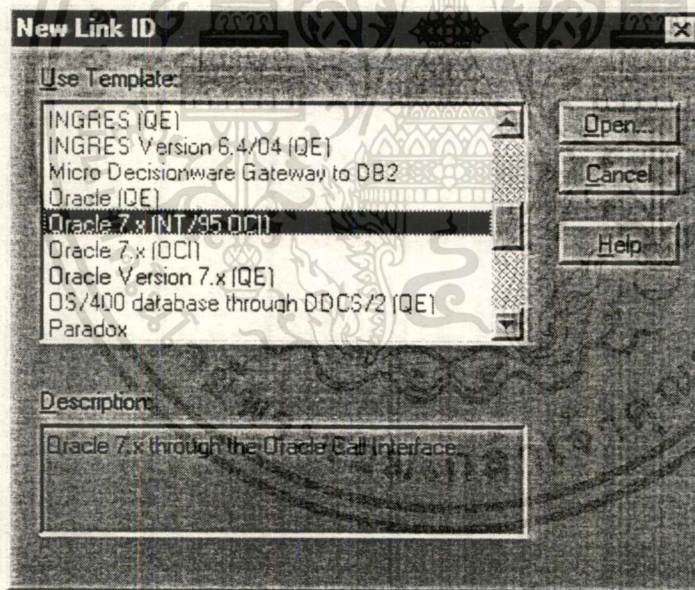 New Link ID
Use Template:
INGRES (QE)
INGRES Version 6.4/04 (QE)
Micro Decisionware Gateway to DB2
Oracle (QE)
Oracle 7.x (NT/95 OCI)
Oracle 7.x (OCI)
Oracle Version 7.x (QE)
OS/400 database through DDCS/2 (QE)
Paradox
Open...
Cancel
Help
Description:
Oracle 7.x through the Oracle Call Interface